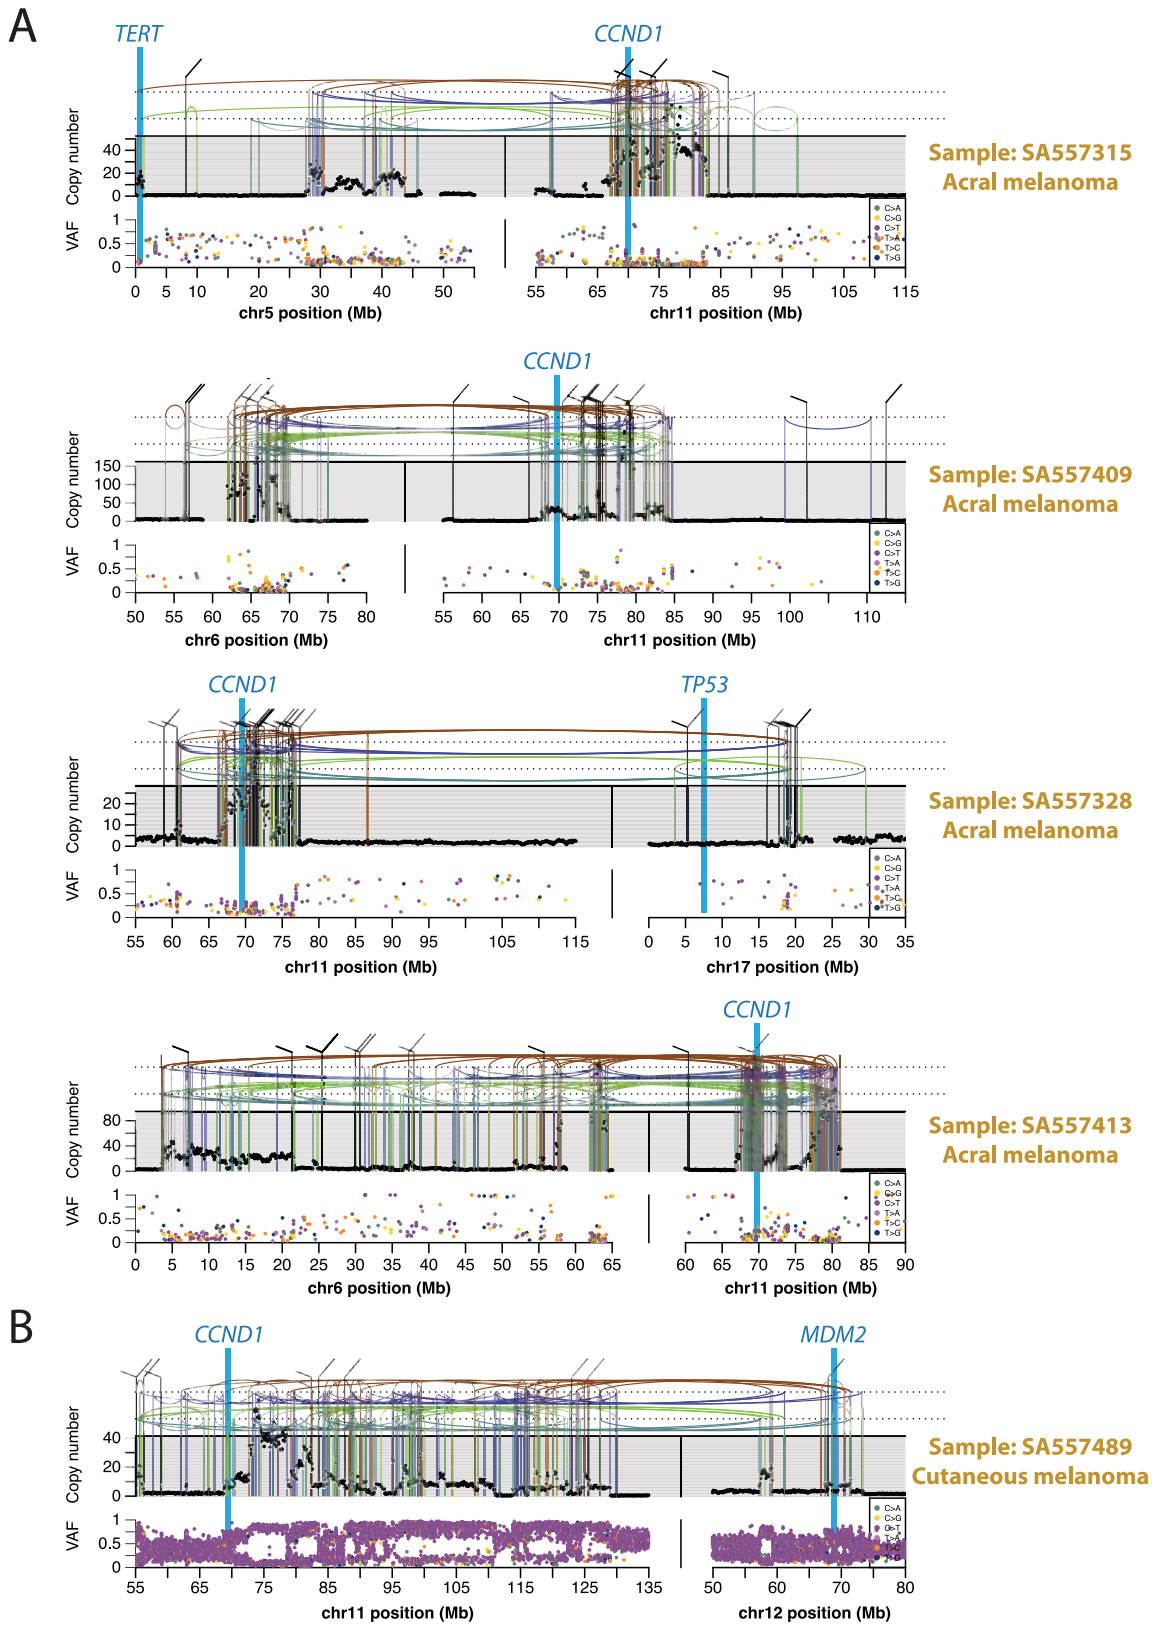 A
TERT
CCND1
Copy number
40
20
0
VAF
1
0.5
0
C>A
C>G
C>T
T>A
T>C
T>G
0 5 10 20 30 40 50
55 65 75 85 95 105 115
chr5 position (Mb)
chr11 position (Mb)
Sample: SA557315
Acral melanoma
CCND1
Copy number
150
100
50
0
VAF
1
0.5
0
C>A
C>G
C>T
T>A
T>C
T>G
50 55 60 65 70 75 80
55 60 65 70 75 80 85 90 100 110
chr6 position (Mb)
chr11 position (Mb)
Sample: SA557409
Acral melanoma
CCND1
TP53
Copy number
20
10
0
VAF
1
0.5
0
C>A
C>G
C>T
T>A
T>C
T>G
55 60 65 70 75 80 85 90 95 105 115
0 5 10 15 20 25 30 35
chr11 position (Mb)
chr17 position (Mb)
Sample: SA557328
Acral melanoma
CCND1
Copy number
80
40
0
VAF
1
0.5
0
C>A
C>G
C>T
T>A
T>C
T>G
0 5 10 15 20 25 30 35 40 45 50 55 60 65
60 65 70 75 80 85 90
chr6 position (Mb)
chr11 position (Mb)
Sample: SA557413
Acral melanoma
B
CCND1
MDM2
Copy number
40
20
0
VAF
1
0.5
0
C>A
C>G
C>T
T>A
T>C
T>G
55 65 75 85 95 105 115 125 135
50 60 70 80
chr11 position (Mb)
chr12 position (Mb)
Sample: SA557489
Cutaneous melanoma